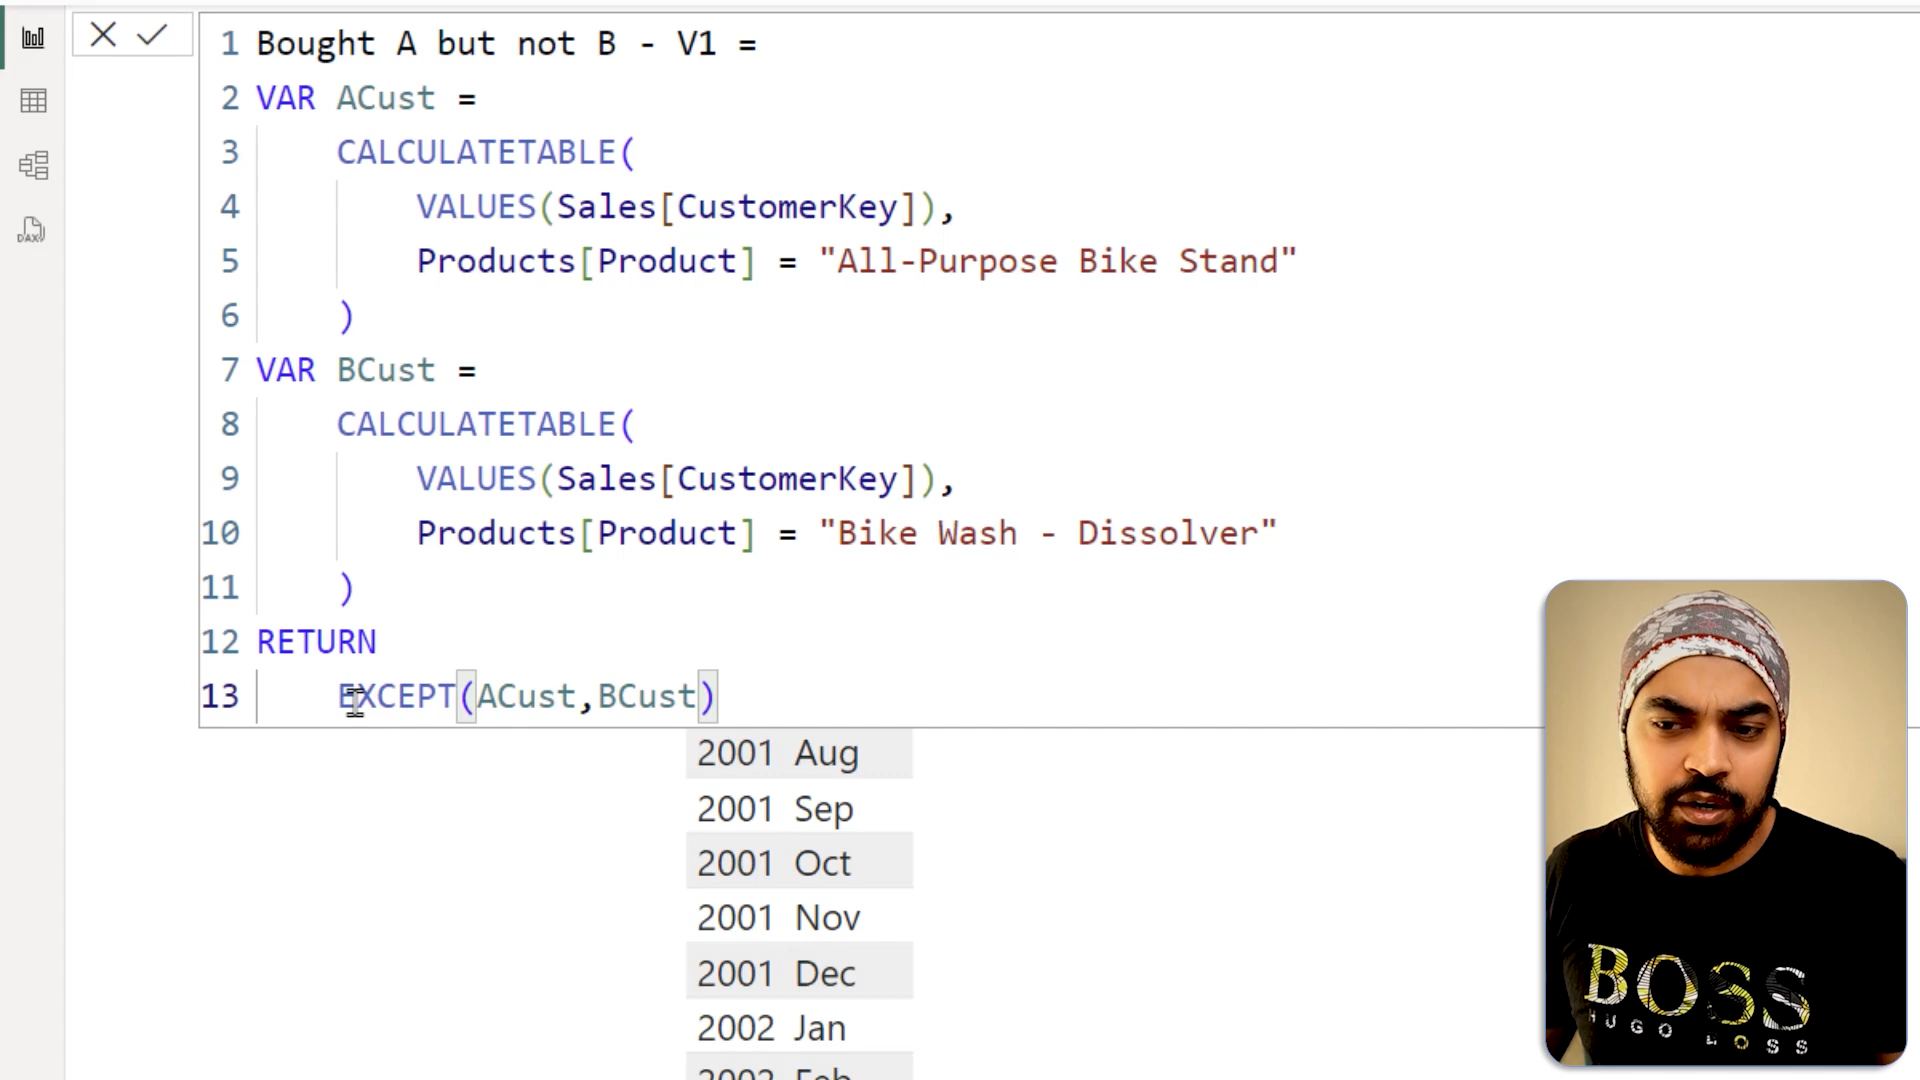 1 Bought A but not B - V1 =
2 VAR ACust =
3 CALCULATETABLE(
4 VALUES(Sales[CustomerKey]),
5 Products[Product] = "All-Purpose Bike Stand"
6 )
7 VAR BCust =
8 CALCULATETABLE(
9 VALUES(Sales[CustomerKey]),
10 Products[Product] = "Bike Wash - Dissolver"
11 )
12 RETURN
13 EXCEPT(ACust,BCust)
DAX
2001 Aug
2001 Sep
2001 Oct
2001 Nov
2001 Dec
2002 Jan
2002 Feb
BOSS
HUGO BOSS